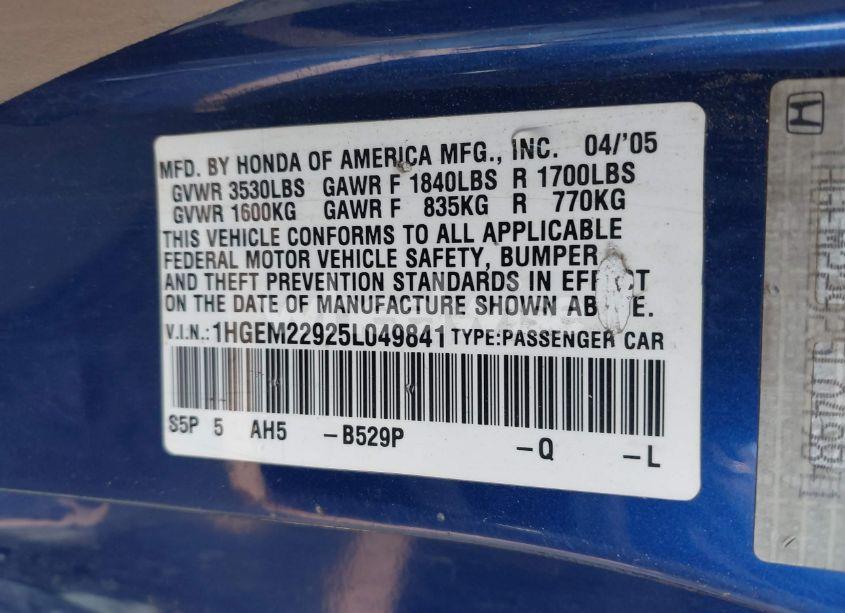 MFD. BY HONDA OF AMERICA MFG., INC. 04/'05
GVWR 3530LBS GAWR F 1840LBS R 1700LBS
GVWR 1600KG GAWR F 835KG R 770KG
THIS VEHICLE CONFORMS TO ALL APPLICABLE
FEDERAL MOTOR VEHICLE SAFETY, BUMPER
AND THEFT PREVENTION STANDARDS IN EFFECT
ON THE DATE OF MANUFACTURE SHOWN ABOVE.
V.I.N.: 1HGEM22925L049841 TYPE:PASSENGER CAR
S5P 5 AH5 -B529P -Q -L